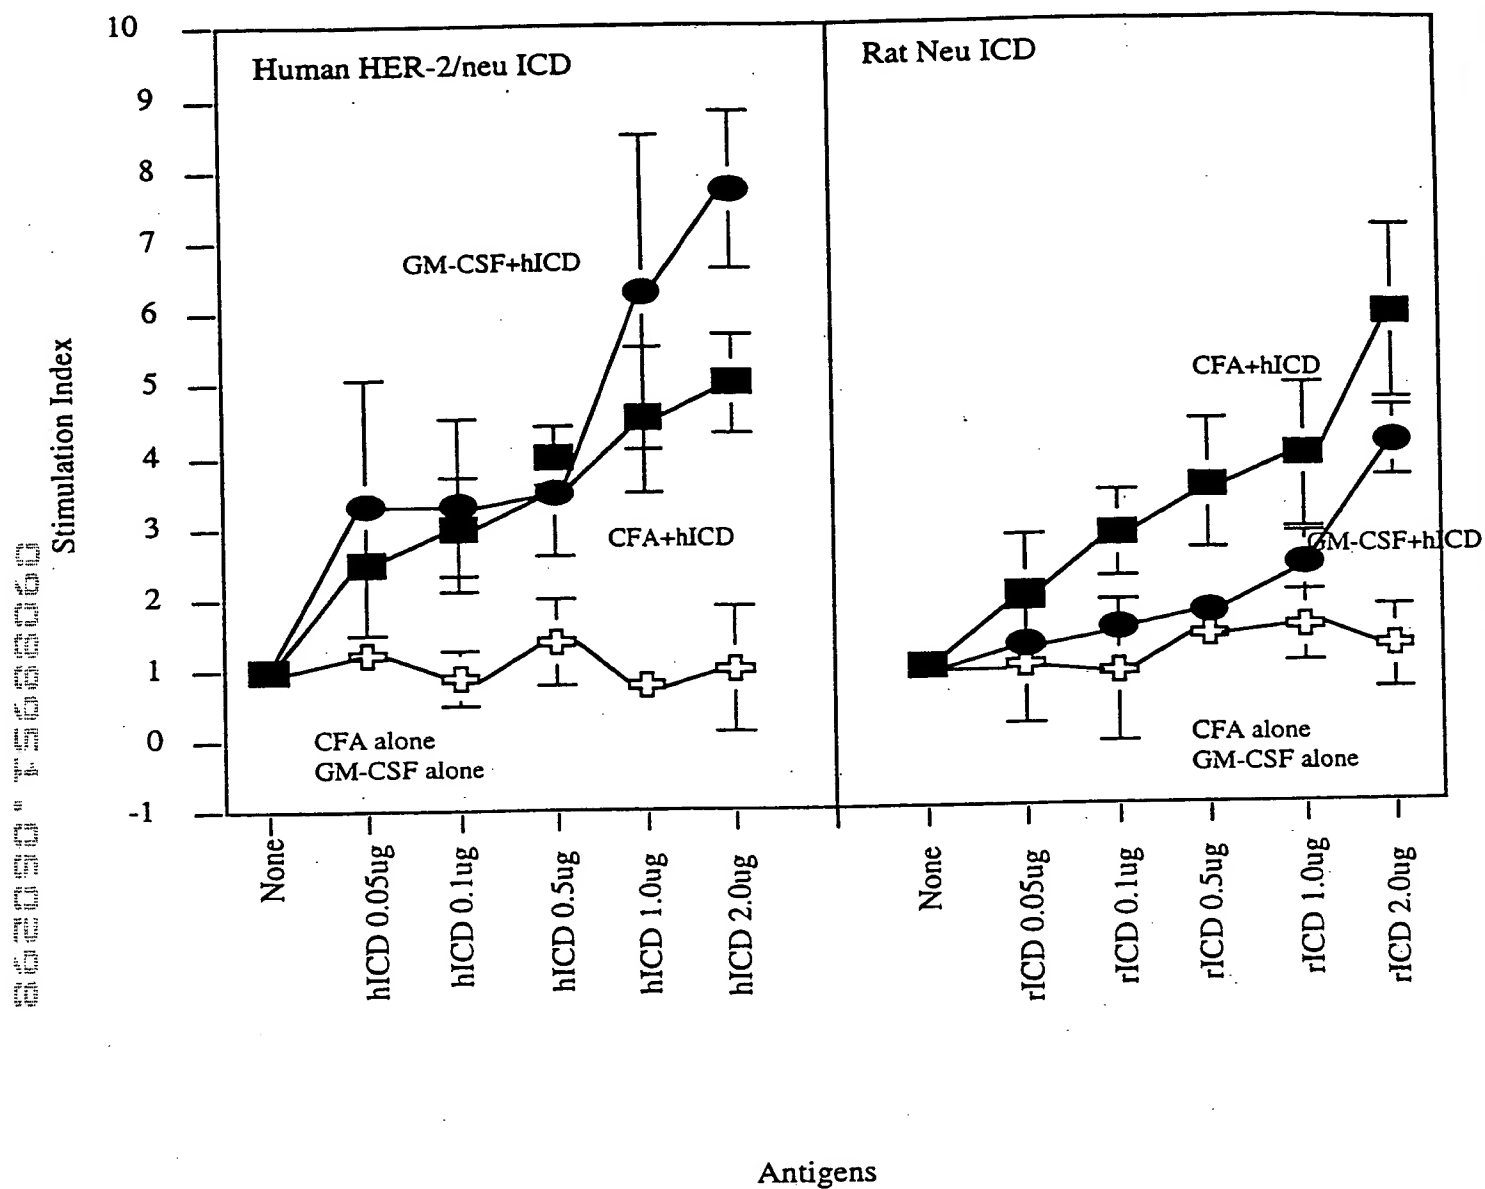 Human HER-2/neu ICD
Rat Neu ICD
10
9
8
7
6
5
4
3
2
1
0
-1
Stimulation Index
GM-CSF+hICD
CFA+hICD
CFA alone
GM-CSF alone
CFA+hICD
GM-CSF+hICD
CFA alone
GM-CSF alone
None
hICD 0.05ug
hICD 0.1ug
hICD 0.5ug
hICD 1.0ug
hICD 2.0ug
None
rICD 0.05ug
rICD 0.1ug
rICD 0.5ug
rICD 1.0ug
rICD 2.0ug
Antigens